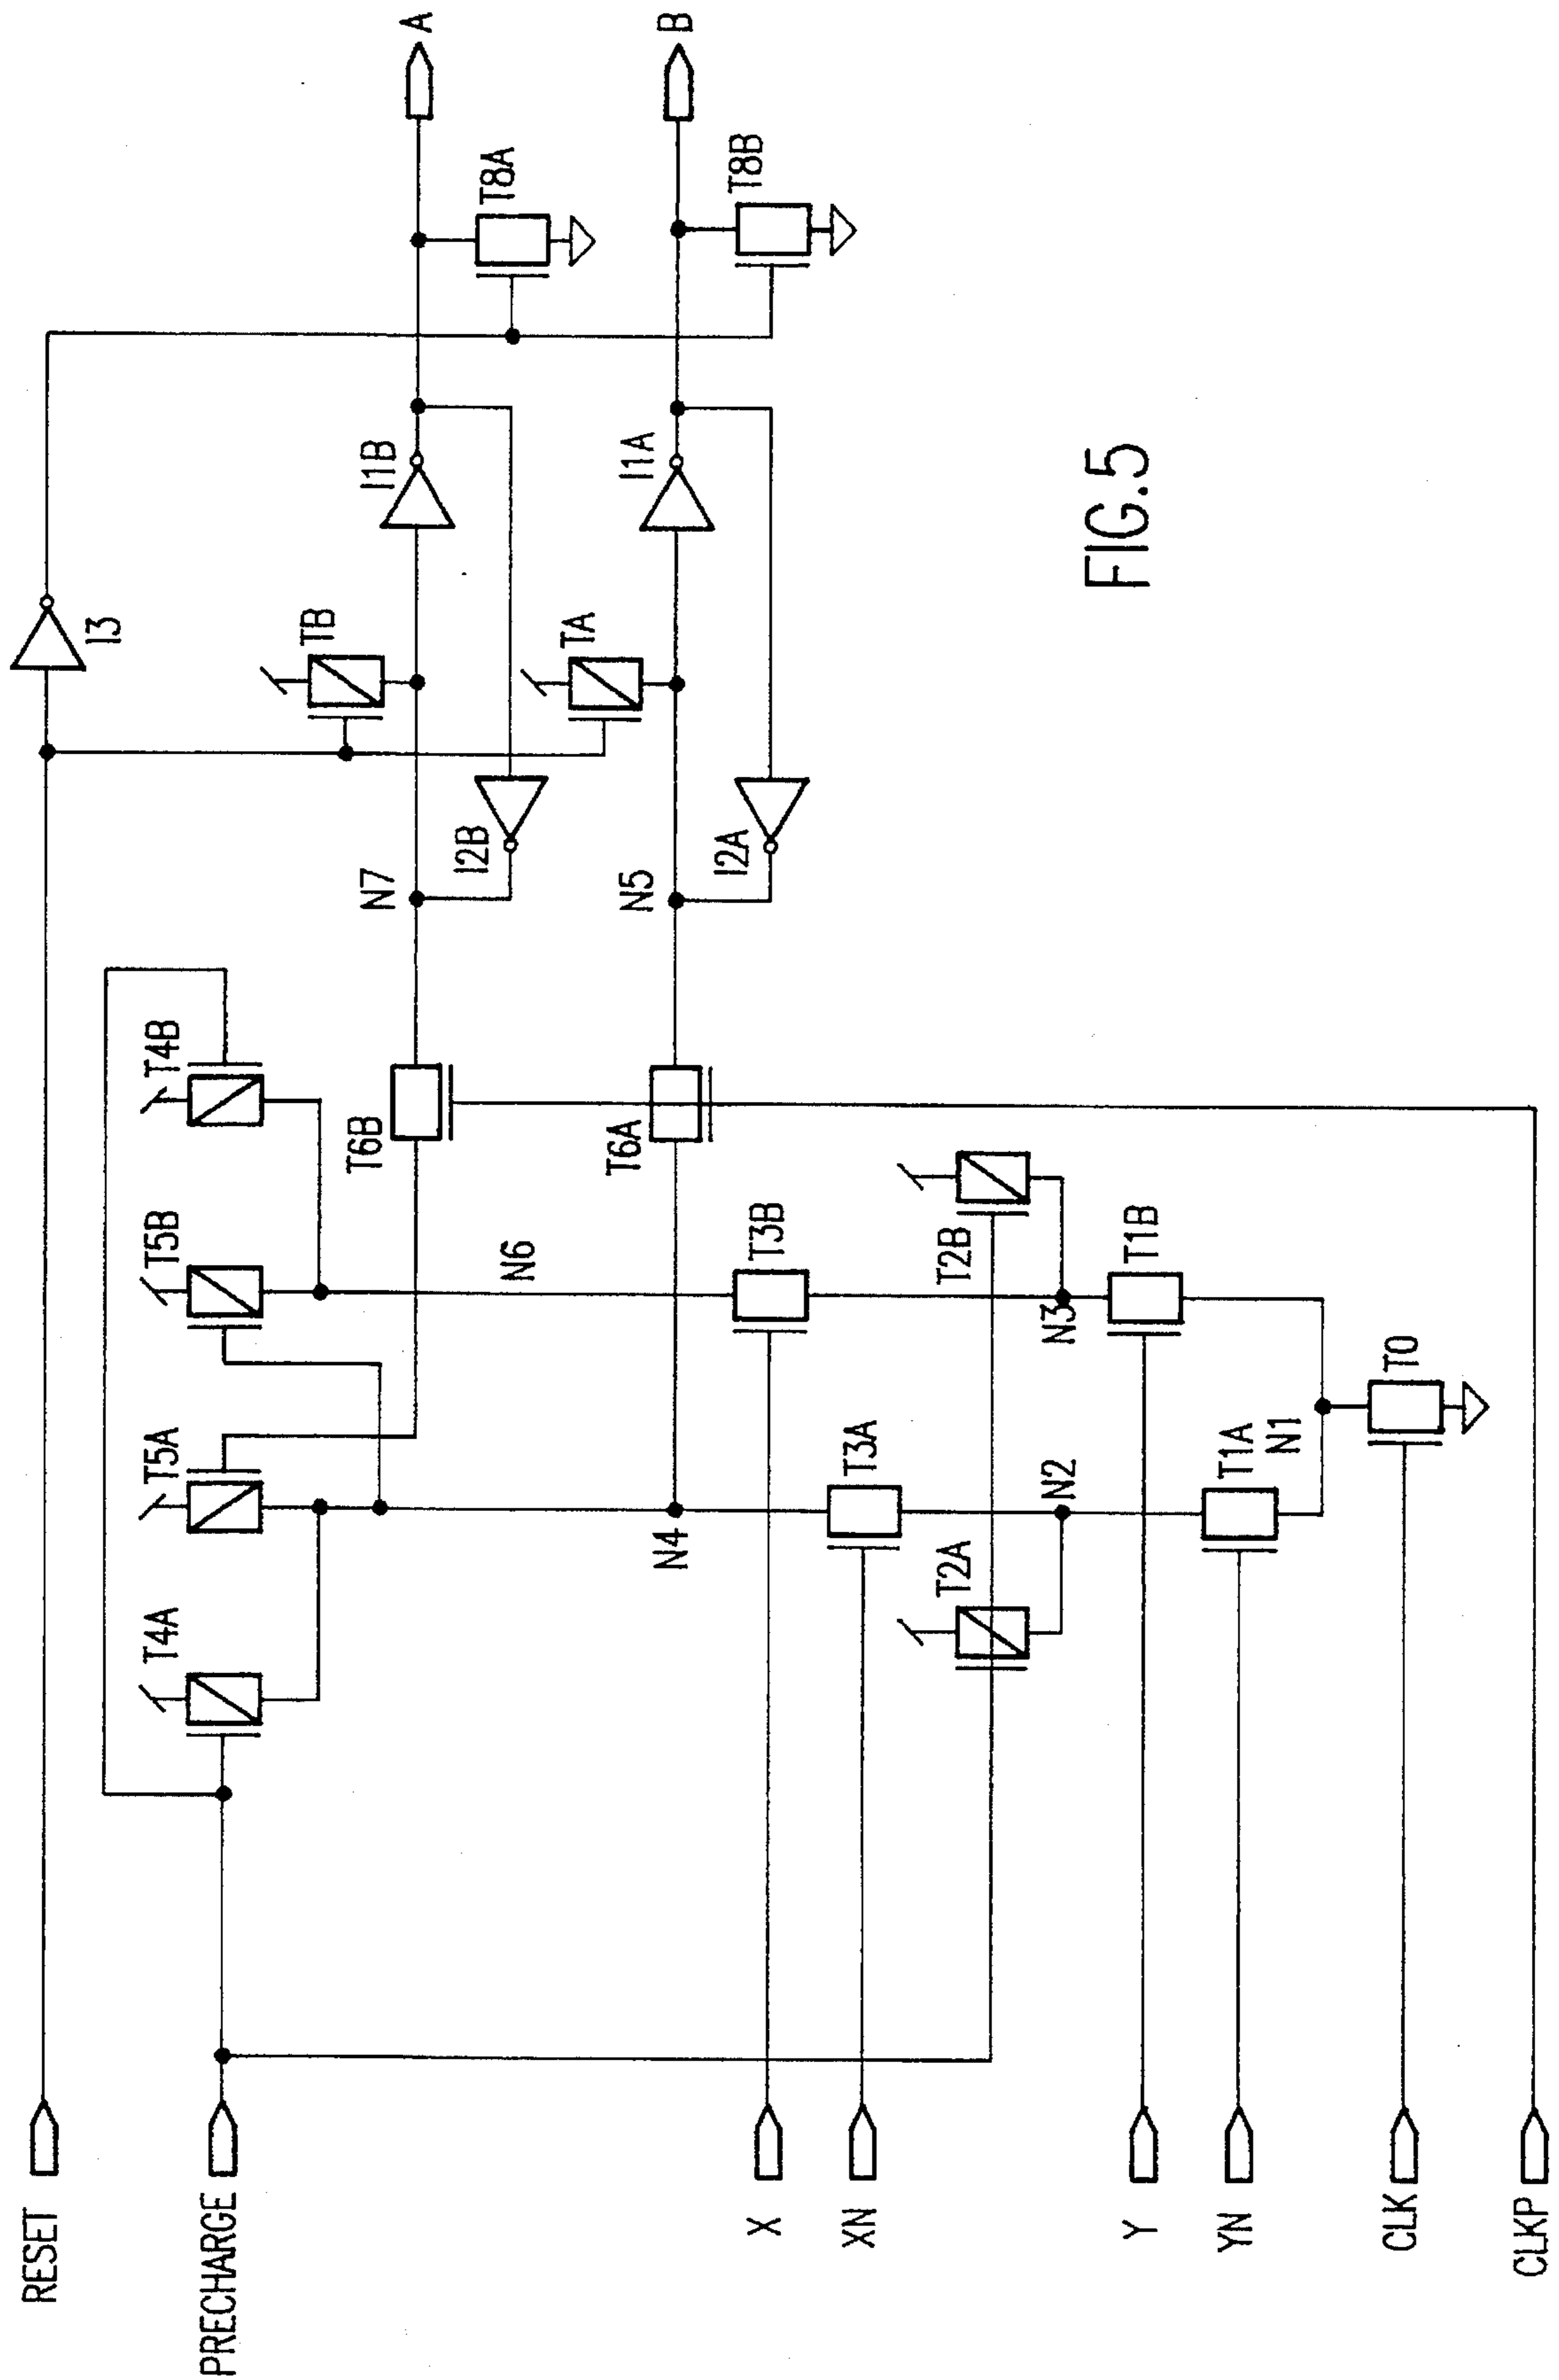 RESET
PRECHARGE
X
XN
Y
YN
CLK
CLKP
T4A
T5A
T5B
T4B
T6B
T6A
N4
N6
T3A
T3B
T2A
T2B
N2
N3
T1A
T1B
N1
T0
N7
N5
I2B
I2A
TB
TA
I3
I1B
I1A
T8A
T8B
A
B
FIG.5